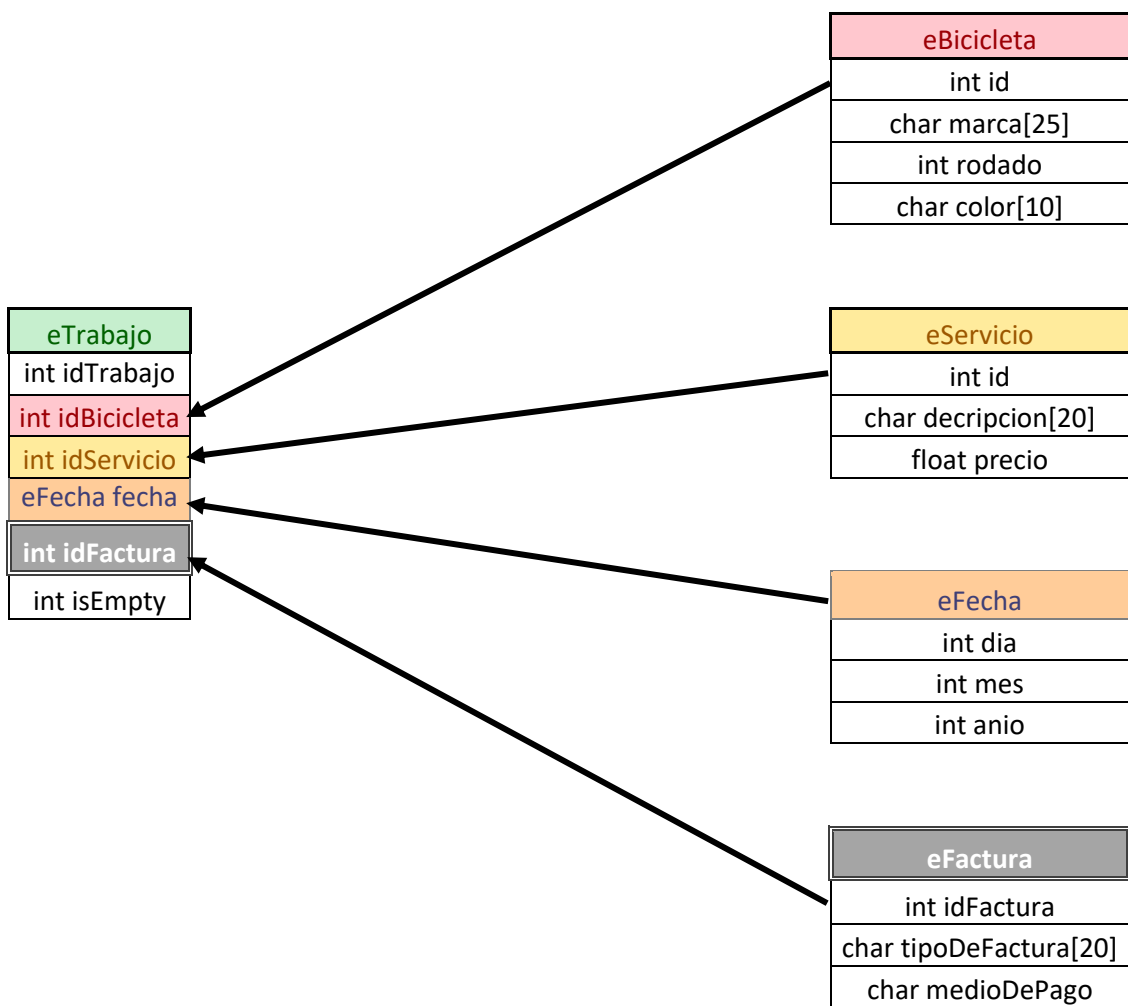 eBicicleta
int id
char marca[25]
int rodado
char color[10]
eTrabajo
int idTrabajo
int idBicicleta
int idServicio
eFecha fecha
int idFactura
int isEmpty
eServicio
int id
char decripcion[20]
float precio
eFecha
int dia
int mes
int anio
eFactura
int idFactura
char tipoDeFactura[20]
char medioDePago